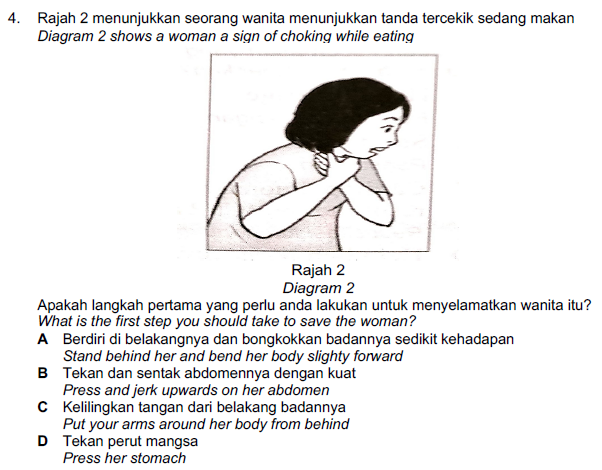 4. Rajah 2 menunjukkan seorang wanita menunjukkan tanda tercekik sedang makan
Diagram 2 shows a woman a sign of choking while eating
Rajah 2
Diagram 2
Apakah langkah pertama yang perlu anda lakukan untuk menyelamatkan wanita itu?
What is the first step you should take to save the woman?
A Berdiri di belakangnya dan bongkokkan badannya sedikit kehadapan
Stand behind her and bend her body slighty forward
B Tekan dan sentak abdomennya dengan kuat
Press and jerk upwards on her abdomen
C Kelilingkan tangan dari belakang badannya
Put your arms around her body from behind
D Tekan perut mangsa
Press her stomach